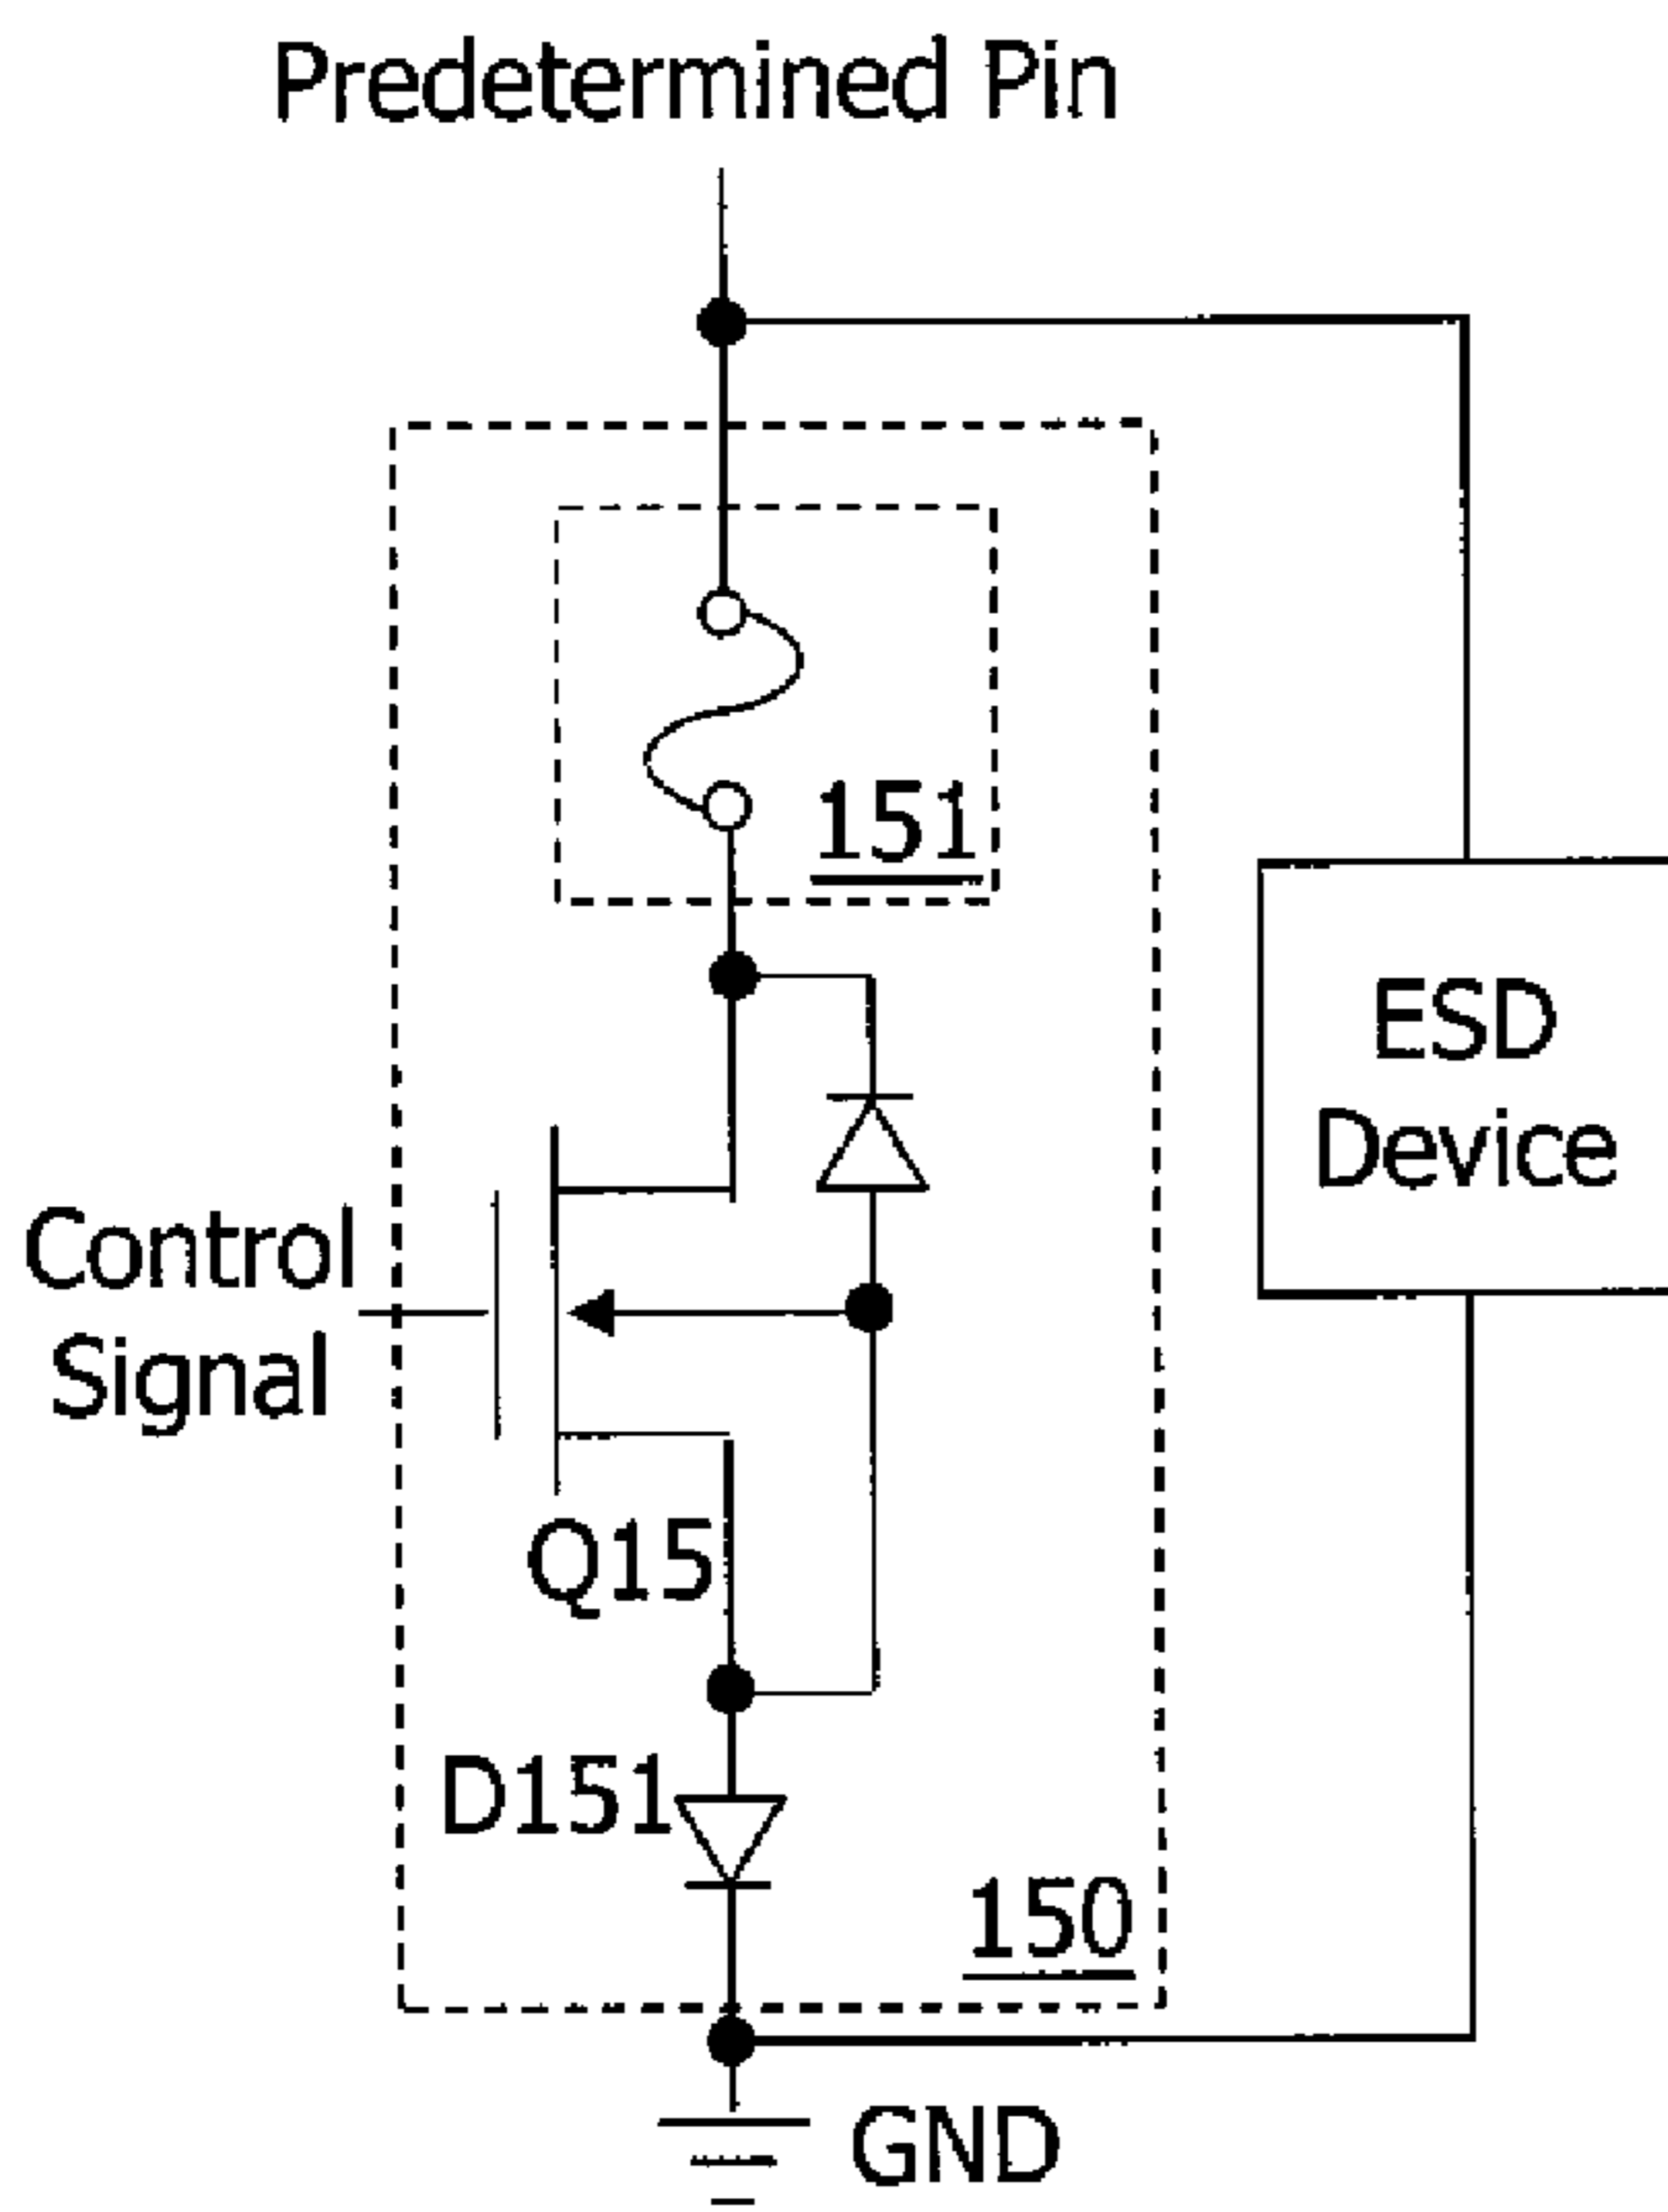 Predetermined Pin
151
ESD
Device
Control
Signal
Q15
D151
150
GND